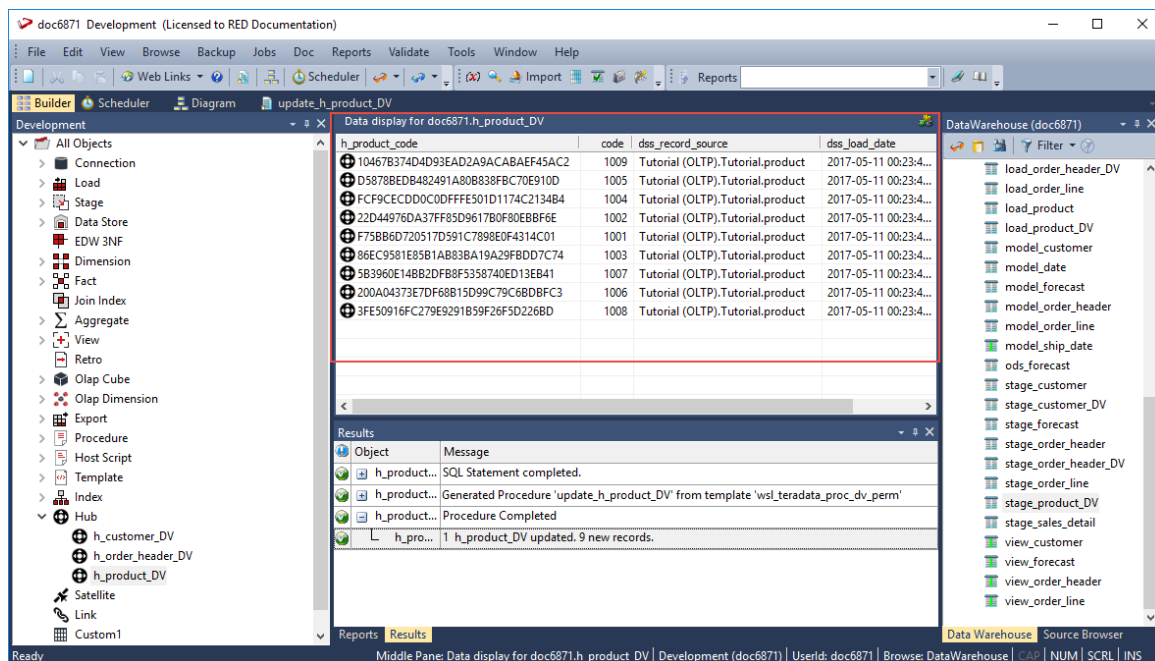 doc6871 Development (Licensed to RED Documentation)
File Edit View Browse Backup Jobs Doc Reports Validate Tools Window Help
Web Links Scheduler (x) Import Reports
Builder Scheduler Diagram update_h_product_DV
Development
All Objects
Connection
Load
Stage
Data Store
EDW 3NF
Dimension
Fact
Join Index
Aggregate
View
Retro
Olap Cube
Olap Dimension
Export
Procedure
Host Script
Template
Index
Hub
h_customer_DV
h_order_header_DV
h_product_DV
Satellite
Link
Custom1
Data display for doc6871.h_product_DV
h_product_code code dss_record_source dss_load_date
10467B374D4D93EAD2A9ACABAEF45AC2 1009 Tutorial (OLTP).Tutorial.product 2017-05-11 00:23:4...
D5878BEDB482491A80B838FBC70E910D 1005 Tutorial (OLTP).Tutorial.product 2017-05-11 00:23:4...
FCF9CECDD0C0DFFFE501D1174C2134B4 1004 Tutorial (OLTP).Tutorial.product 2017-05-11 00:23:4...
22D44976DA37FF85D9617B0F80EBBF6E 1002 Tutorial (OLTP).Tutorial.product 2017-05-11 00:23:4...
F75BB6D720517D591C7898E0F4314C01 1001 Tutorial (OLTP).Tutorial.product 2017-05-11 00:23:4...
86EC9581E85B1AB83BA19A29FBDD7C74 1003 Tutorial (OLTP).Tutorial.product 2017-05-11 00:23:4...
5B3960E14BB2DFB8F5358740ED13EB41 1007 Tutorial (OLTP).Tutorial.product 2017-05-11 00:23:4...
200A04373E7DF68B15D99C79C6BDBFC3 1006 Tutorial (OLTP).Tutorial.product 2017-05-11 00:23:4...
3FE50916FC279E9291B59F26F5D226BD 1008 Tutorial (OLTP).Tutorial.product 2017-05-11 00:23:4...
Results
Object Message
h_product... SQL Statement completed.
h_product... Generated Procedure 'update_h_product_DV' from template 'wsl_teradata_proc_dv_perm'
h_product... Procedure Completed
h_pro... 1 h_product_DV updated. 9 new records.
Reports Results
DataWarehouse (doc6871)
Filter
load_order_header_DV
load_order_line
load_product
load_product_DV
model_customer
model_date
model_forecast
model_order_header
model_order_line
model_ship_date
ods_forecast
stage_customer
stage_customer_DV
stage_forecast
stage_order_header
stage_order_header_DV
stage_order_line
stage_product_DV
stage_sales_detail
view_customer
view_forecast
view_order_header
view_order_line
Data Warehouse Source Browser
Ready Middle Pane: Data display for doc6871.h_product_DV Development (doc6871) UserId: doc6871 Browse: DataWarehouse CAP NUM SCRL INS